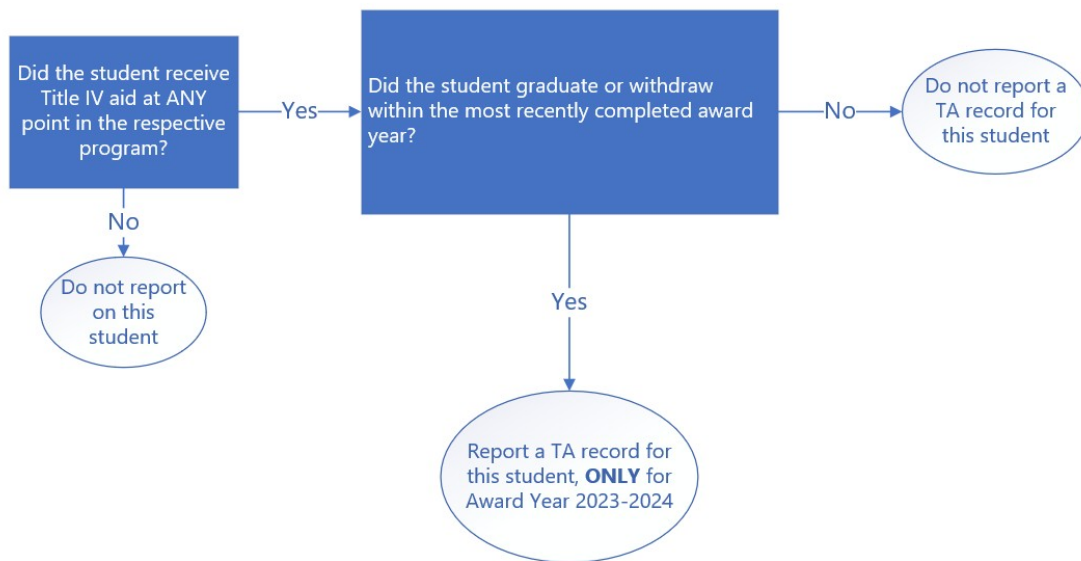 Did the student receive
Title IV aid at ANY
point in the respective
program?
Yes
Did the student graduate or withdraw
within the most recently completed award
year?
No
Do not report a
TA record for
this student
No
Do not report
on this
student
Yes
Report a TA record for
this student, ONLY for
Award Year 2023-2024